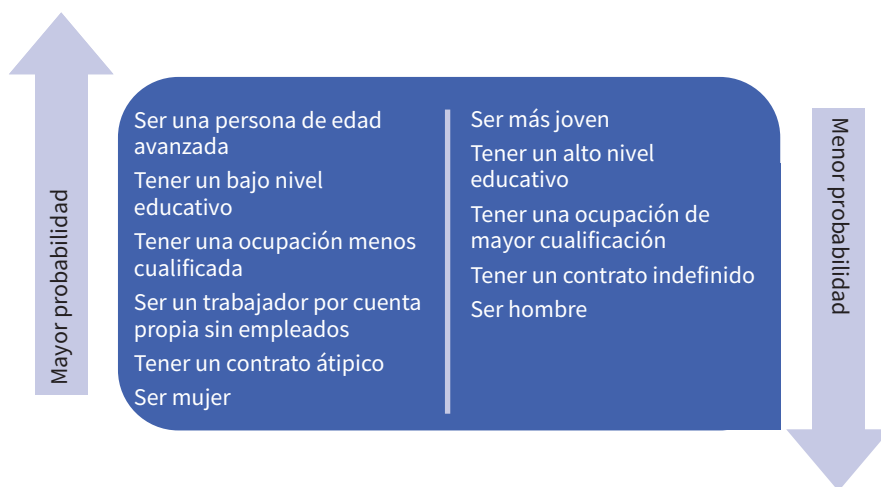 Mayor probabilidad
Ser una persona de edad
avanzada
Tener un bajo nivel
educativo
Tener una ocupación menos
cualificada
Ser un trabajador por cuenta
propia sin empleados
Tener un contrato átipico
Ser mujer
Ser más joven
Tener un alto nivel
educativo
Tener una ocupación de
mayor cualificación
Tener un contrato indefinido
Ser hombre
Menor probabilidad